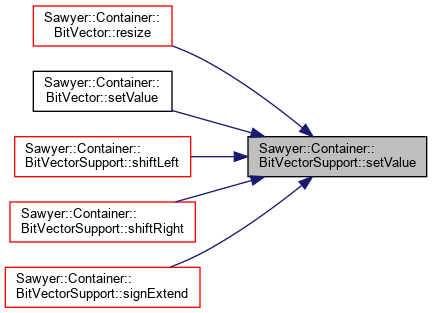 Sawyer::Container::
BitVector::resize
Sawyer::Container::
BitVector::setValue
Sawyer::Container::
BitVectorSupport::shiftLeft
Sawyer::Container::
BitVectorSupport::setValue
Sawyer::Container::
BitVectorSupport::shiftRight
Sawyer::Container::
BitVectorSupport::signExtend